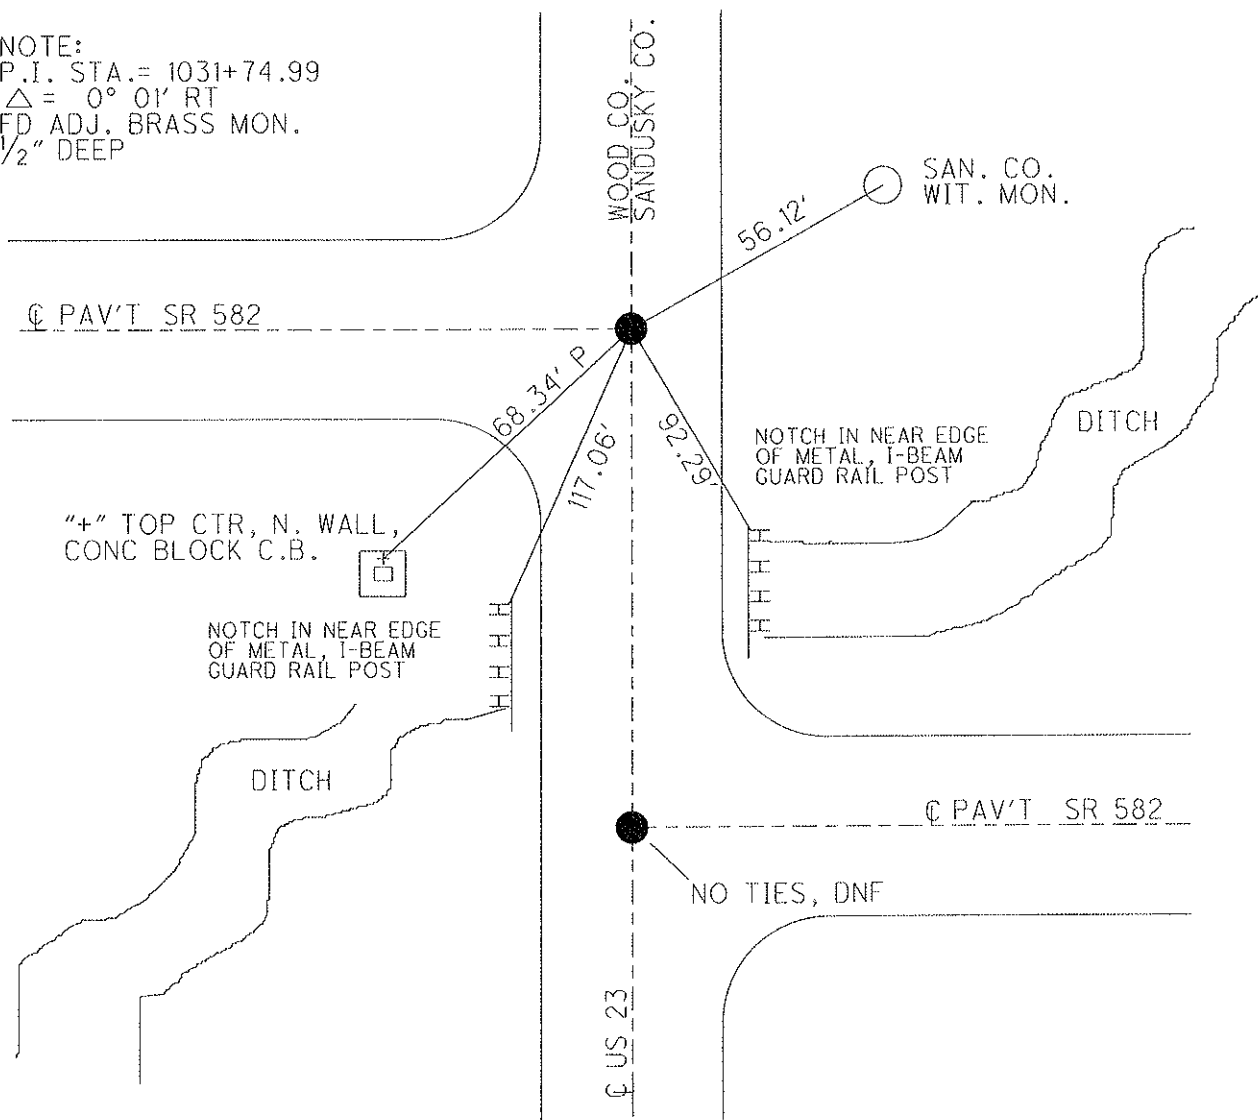 NOTE:
P.I. STA.= 1031+74.99
△ = 0° 01' RT
FD ADJ. BRASS MON.
1/2" DEEP
WOOD CO.
SANDUSKY CO.
SAN. CO.
WIT. MON.
56.12'
℄ PAV'T SR 582
68.34' P
117.06'
92.29'
NOTCH IN NEAR EDGE
OF METAL, I-BEAM
GUARD RAIL POST
DITCH
"+" TOP CTR, N. WALL,
CONC BLOCK C.B.
NOTCH IN NEAR EDGE
OF METAL, I-BEAM
GUARD RAIL POST
DITCH
℄ PAV'T SR 582
NO TIES, DNF
℄ US 23